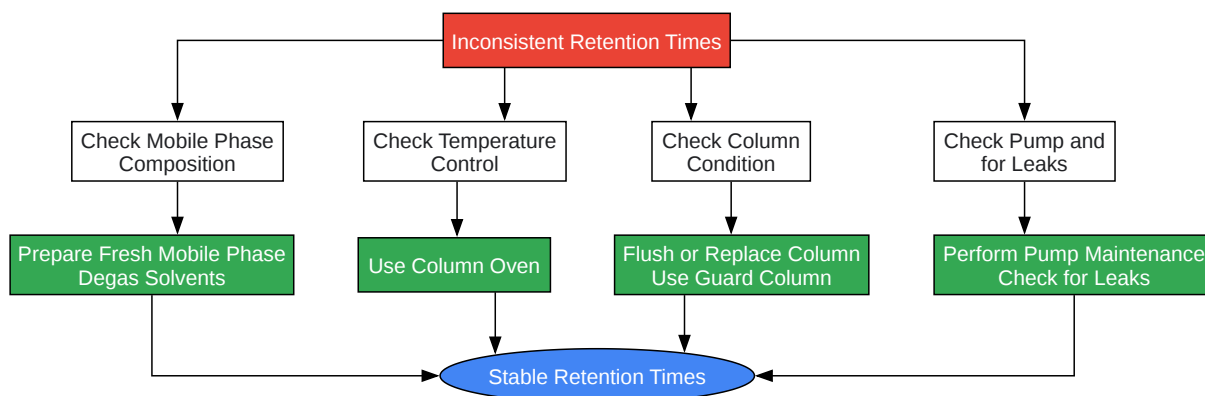 Inconsistent Retention Times
Check Mobile Phase
Composition
Check Temperature
Control
Check Column
Condition
Check Pump and
for Leaks
Prepare Fresh Mobile Phase
Degas Solvents
Use Column Oven
Flush or Replace Column
Use Guard Column
Perform Pump Maintenance
Check for Leaks
Stable Retention Times